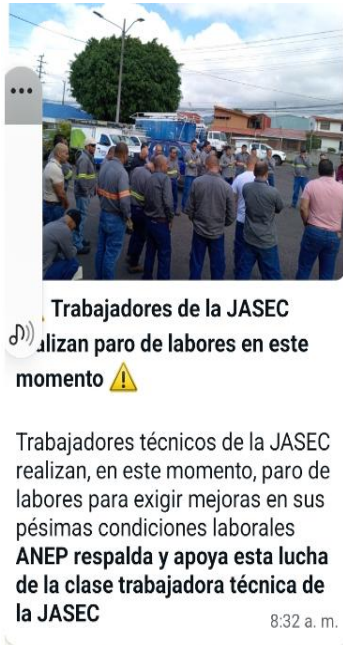 Trabajadores de la JASEC
alizan paro de labores en este
momento ⚠️
Trabajadores técnicos de la JASEC
realizan, en este momento, paro de
labores para exigir mejoras en sus
pésimas condiciones laborales
ANEP respalda y apoya esta lucha
de la clase trabajadora técnica de
la JASEC
8:32 a. m.